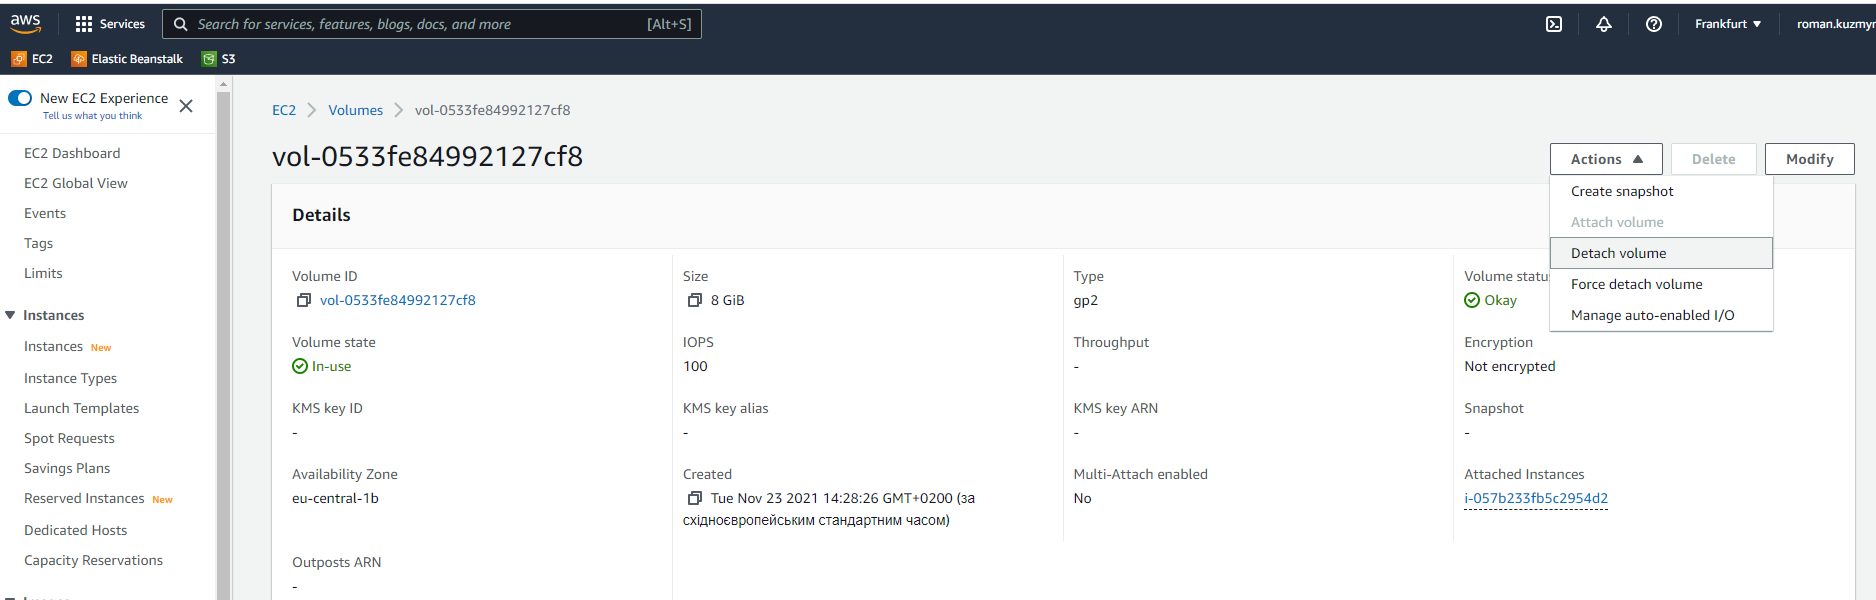 aws
Services
Search for services, features, blogs, docs, and more
[Alt+S]
Frankfurt
roman.kuzmyn
EC2
Elastic Beanstalk
S3
New EC2 Experience
Tell us what you think
EC2 Dashboard
EC2 Global View
Events
Tags
Limits
Instances
Instances New
Instance Types
Launch Templates
Spot Requests
Savings Plans
Reserved Instances New
Dedicated Hosts
Capacity Reservations
EC2 > Volumes > vol-0533fe84992127cf8
vol-0533fe84992127cf8
Actions
Delete
Modify
Create snapshot
Attach volume
Detach volume
Force detach volume
Manage auto-enabled I/O
Details
Volume ID
vol-0533fe84992127cf8
Size
8 GiB
Type
gp2
Volume status
Okay
Volume state
In-use
IOPS
100
Throughput
-
Encryption
Not encrypted
KMS key ID
-
KMS key alias
-
KMS key ARN
-
Snapshot
-
Availability Zone
eu-central-1b
Created
Tue Nov 23 2021 14:28:26 GMT+0200 (за
східноєвропейським стандартним часом)
Multi-Attach enabled
No
Attached Instances
i-057b233fb5c2954d2
Outposts ARN
-